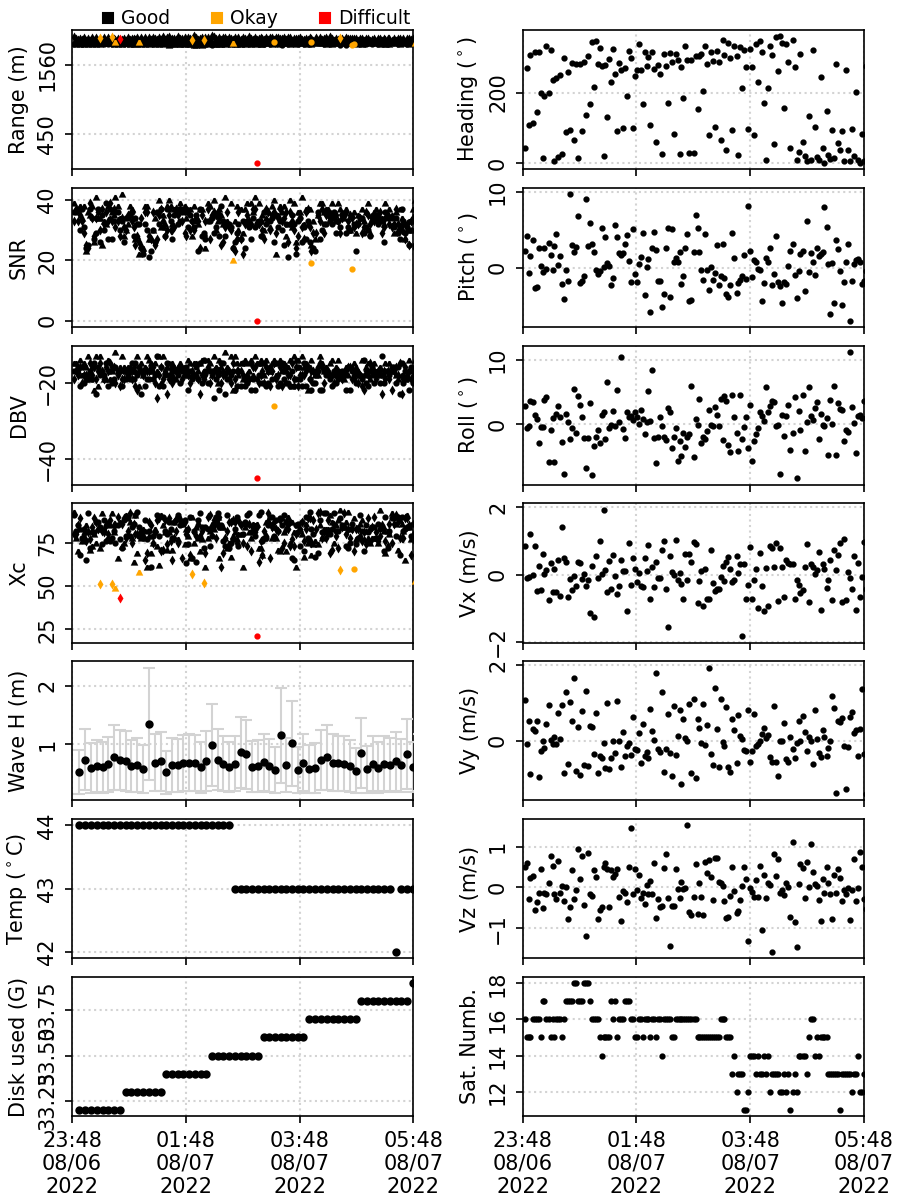 Good Okay Difficult
Range (m)
1560
450
Heading (°)
200
0
SNR
40
20
0
Pitch (°)
10
0
DBV
−20
−40
Roll (°)
10
0
Xc
75
50
25
Vx (m/s)
2
0
−2
Wave H (m)
2
1
Vy (m/s)
2
0
Temp (°C)
44
43
42
Vz (m/s)
1
0
−1
Disk used (G)
33.75
33.50
33.25
Sat. Numb.
18
16
14
12
23:48 01:48 03:48 05:48
08/06 08/07 08/07 08/07
2022 2022 2022 2022
23:48 01:48 03:48 05:48
08/06 08/07 08/07 08/07
2022 2022 2022 2022